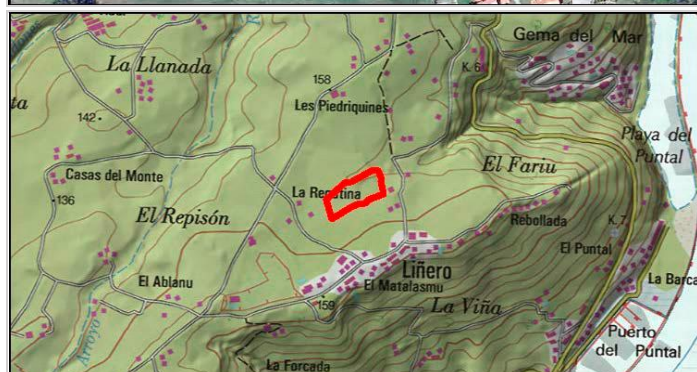 Gema del Mar
La Llanada
K. 6
158
Les Piedriquines
ta
142
Playa del
Puntal
El Fariu
Casas del Monte
La
136
El Repisón
Rebollada
K. 7
El Puntal
El Ablanu
Liñero
El Matalasmu
La Barca
159
La Viña
Arroyo
Puerto
del Puntal
La Forcada